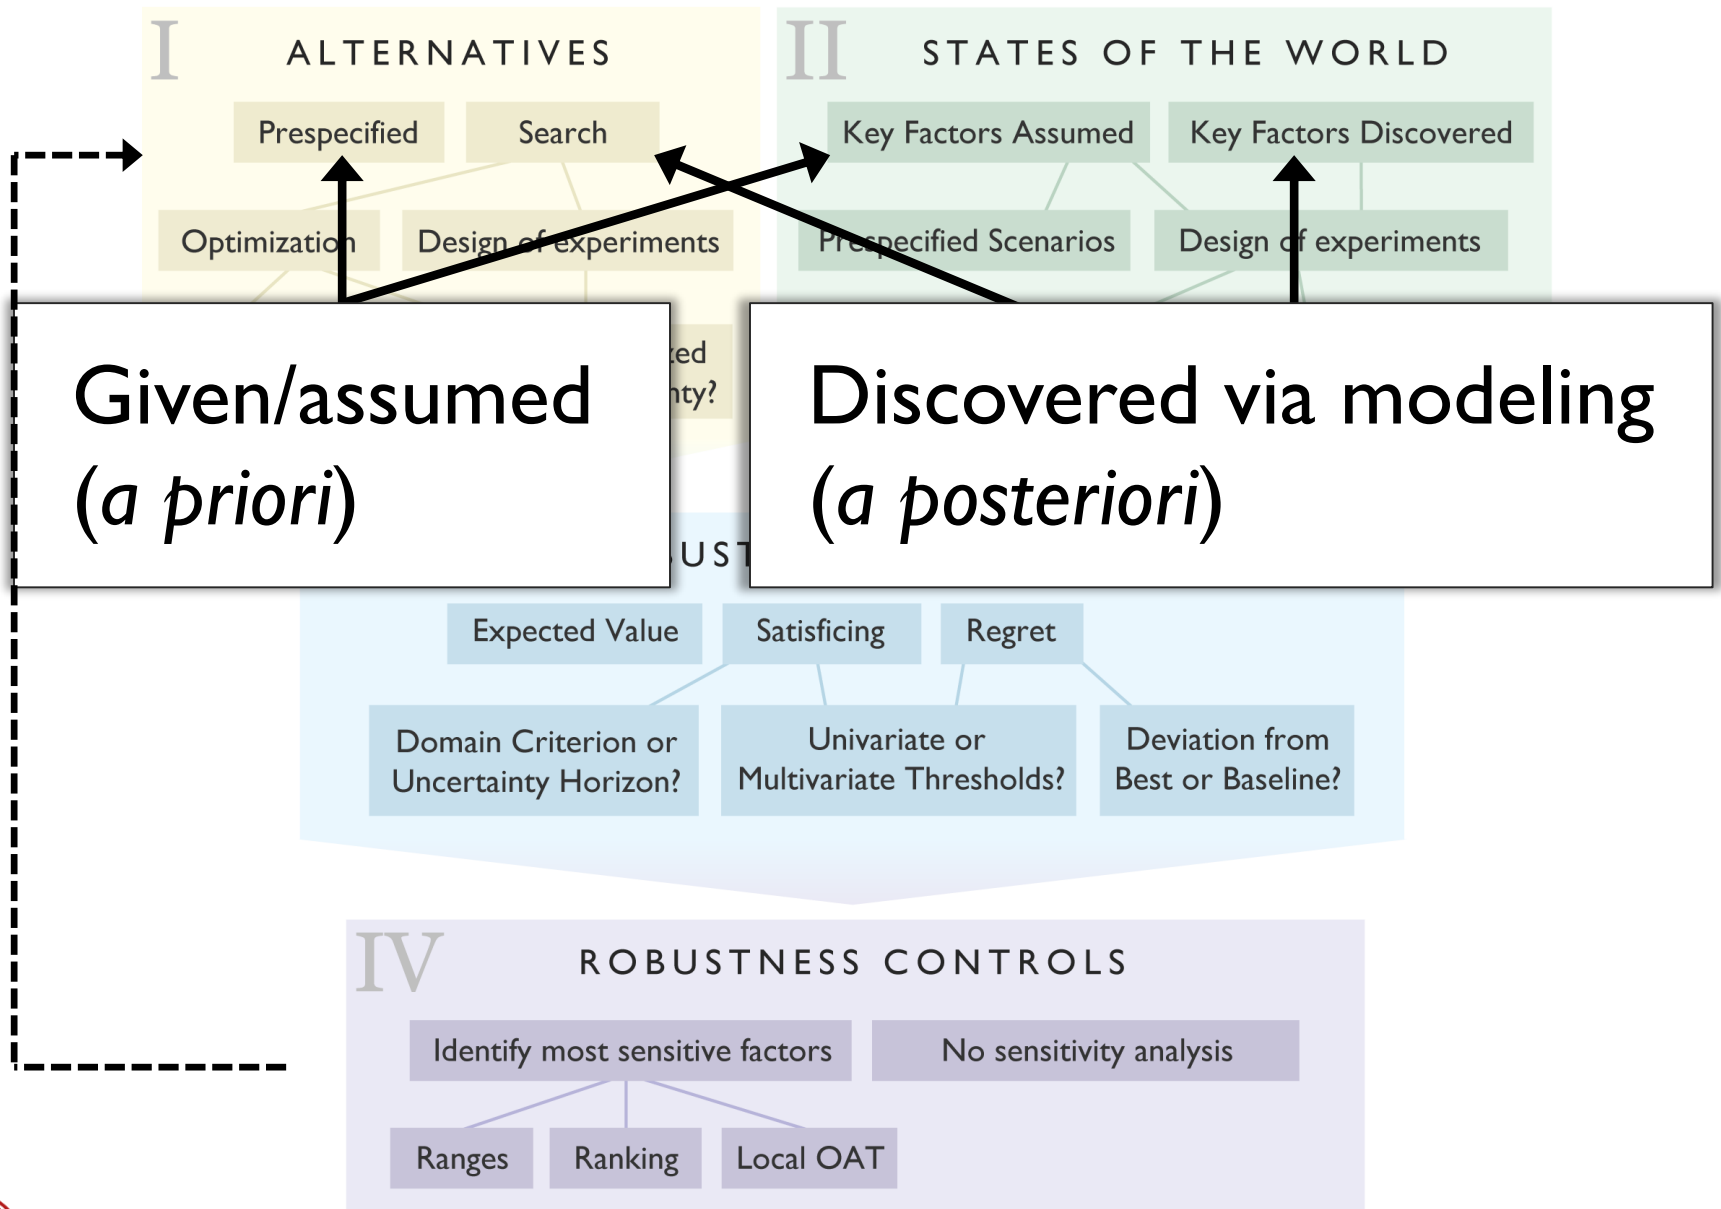 I
ALTERNATIVES
Prespecified
Search
Optimization
Design of experiments
II
STATES OF THE WORLD
Key Factors Assumed
Key Factors Discovered
Prespecified Scenarios
Design of experiments
Given/assumed
(a priori)
Discovered via modeling
(a posteriori)
Expected Value
Satisficing
Regret
Domain Criterion or
Uncertainty Horizon?
Univariate or
Multivariate Thresholds?
Deviation from
Best or Baseline?
IV
ROBUSTNESS CONTROLS
Identify most sensitive factors
No sensitivity analysis
Ranges
Ranking
Local OAT